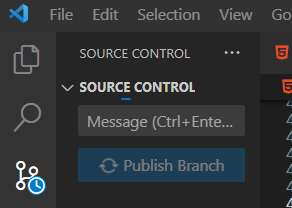 File Edit Selection View Go
SOURCE CONTROL ...
SOURCE CONTROL
Message (Ctrl+Ente...
Publish Branch